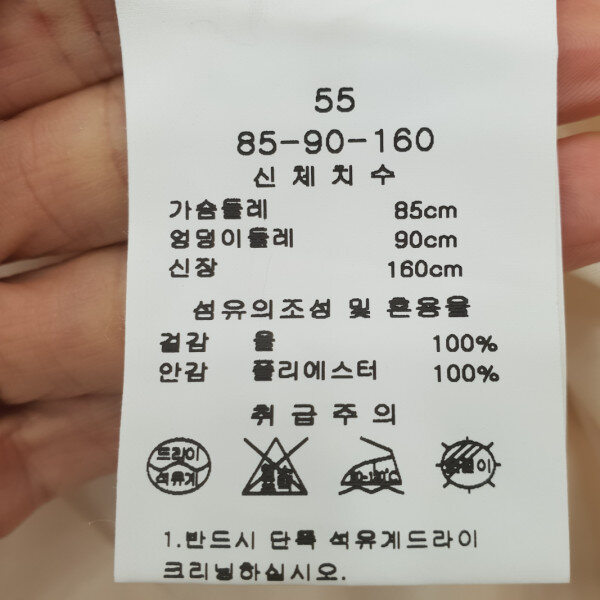 55
85-90-160
신체치수
가슴둘레 85cm
엉덩이둘레 90cm
신장 160cm
섬유의조성 및 혼용율
겉감 울 100%
안감 폴리에스터 100%
취급주의
드라이
석유계
1.반드시 단독 석유계드라이
크리닝하십시오.